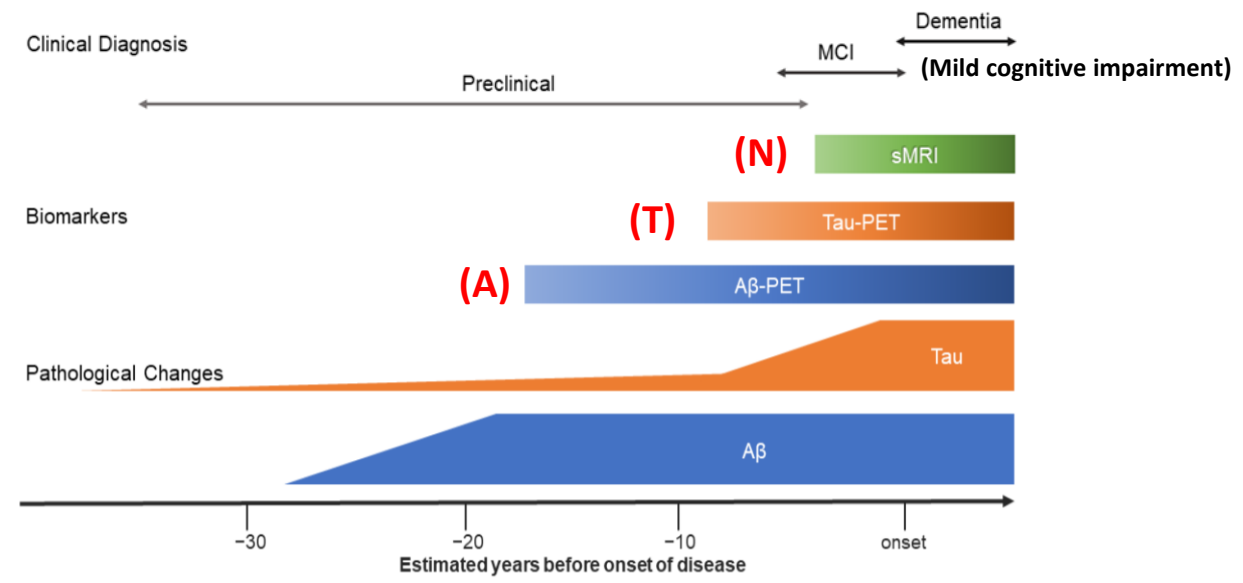 Dementia
Clinical Diagnosis
MCI
(Mild cognitive impairment)
Preclinical
(N)
sMRI
Biomarkers
(T)
Tau-PET
(A)
Aβ-PET
Tau
Pathological Changes
Aβ
−30
−20
−10
onset
Estimated years before onset of disease